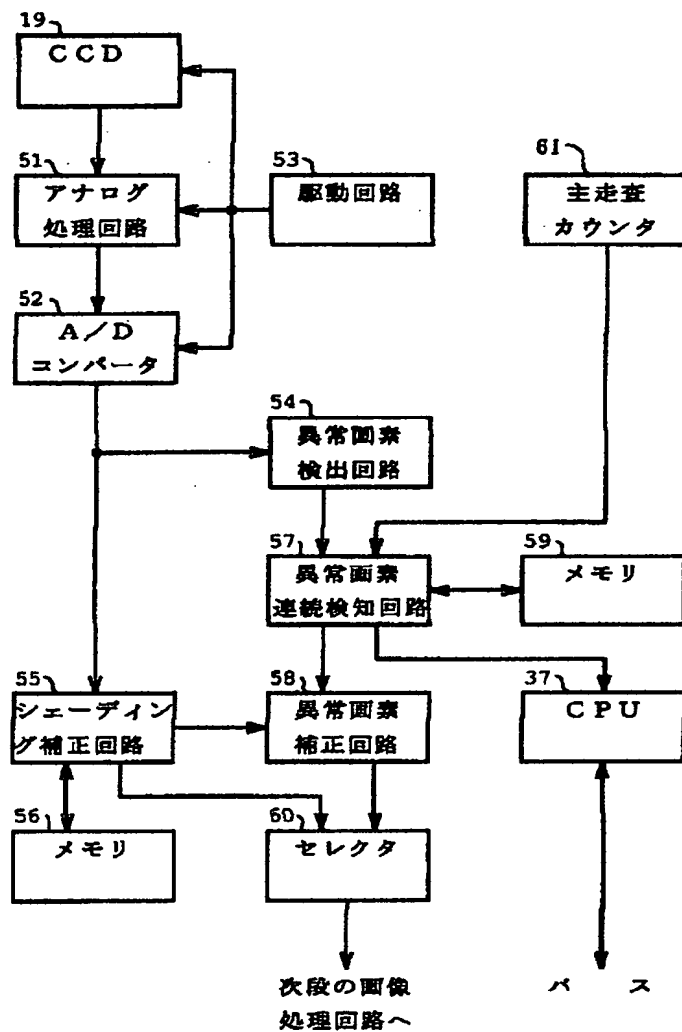 19
CCD
51
アナログ
処理回路
53
駆動回路
61
主走査
カウンタ
52
A/D
コンバータ
54
異常画素
検出回路
57
異常画素
連続検知回路
59
メモリ
55
シェーディン
グ補正回路
58
異常画素
補正回路
37
CPU
56
メモリ
60
セレクタ
次段の画像
処理回路へ
バス